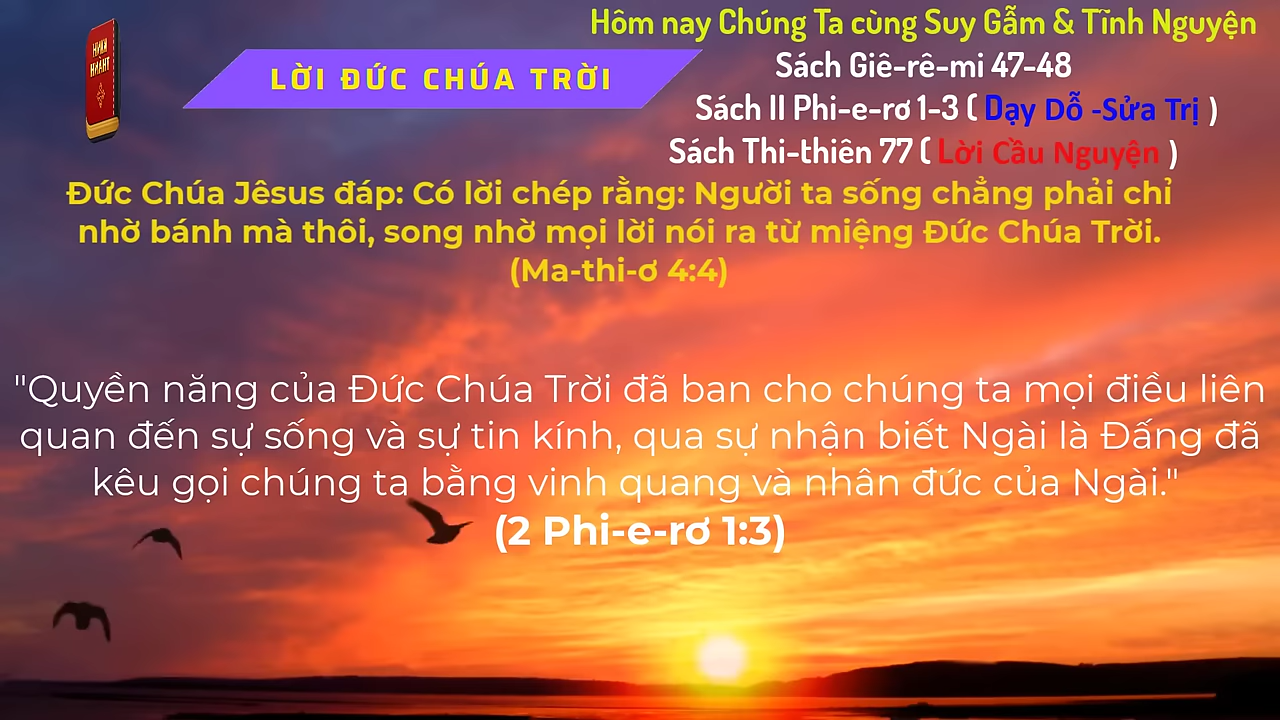 KINH
THÁNH
LỜI ĐỨC CHÚA TRỜI
Hôm nay Chúng Ta cùng Suy Gẫm & Tĩnh Nguyện
Sách Giê-rê-mi 47-48
Sách II Phi-e-rơ 1-3 ( Dạy Dỗ -Sửa Trị )
Sách Thi-thiên 77 ( Lời Cầu Nguyện )
Đức Chúa Jêsus đáp: Có lời chép rằng: Người ta sống chẳng phải chỉ
nhờ bánh mà thôi, song nhờ mọi lời nói ra từ miệng Đức Chúa Trời.
(Ma-thi-ơ 4:4)
"Quyền năng của Đức Chúa Trời đã ban cho chúng ta mọi điều liên
quan đến sự sống và sự tin kính, qua sự nhận biết Ngài là Đấng đã
kêu gọi chúng ta bằng vinh quang và nhân đức của Ngài."
(2 Phi-e-rơ 1:3)